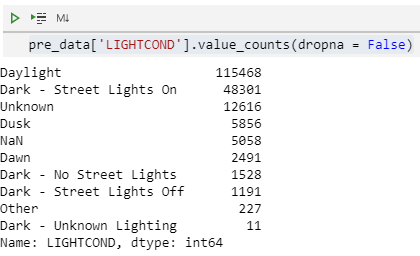 M↓
pre_data['LIGHTCOND'].value_counts(dropna = False)
Daylight 115468
Dark - Street Lights On 48301
Unknown 12616
Dusk 5856
NaN 5058
Dawn 2491
Dark - No Street Lights 1528
Dark - Street Lights Off 1191
Other 227
Dark - Unknown Lighting 11
Name: LIGHTCOND, dtype: int64